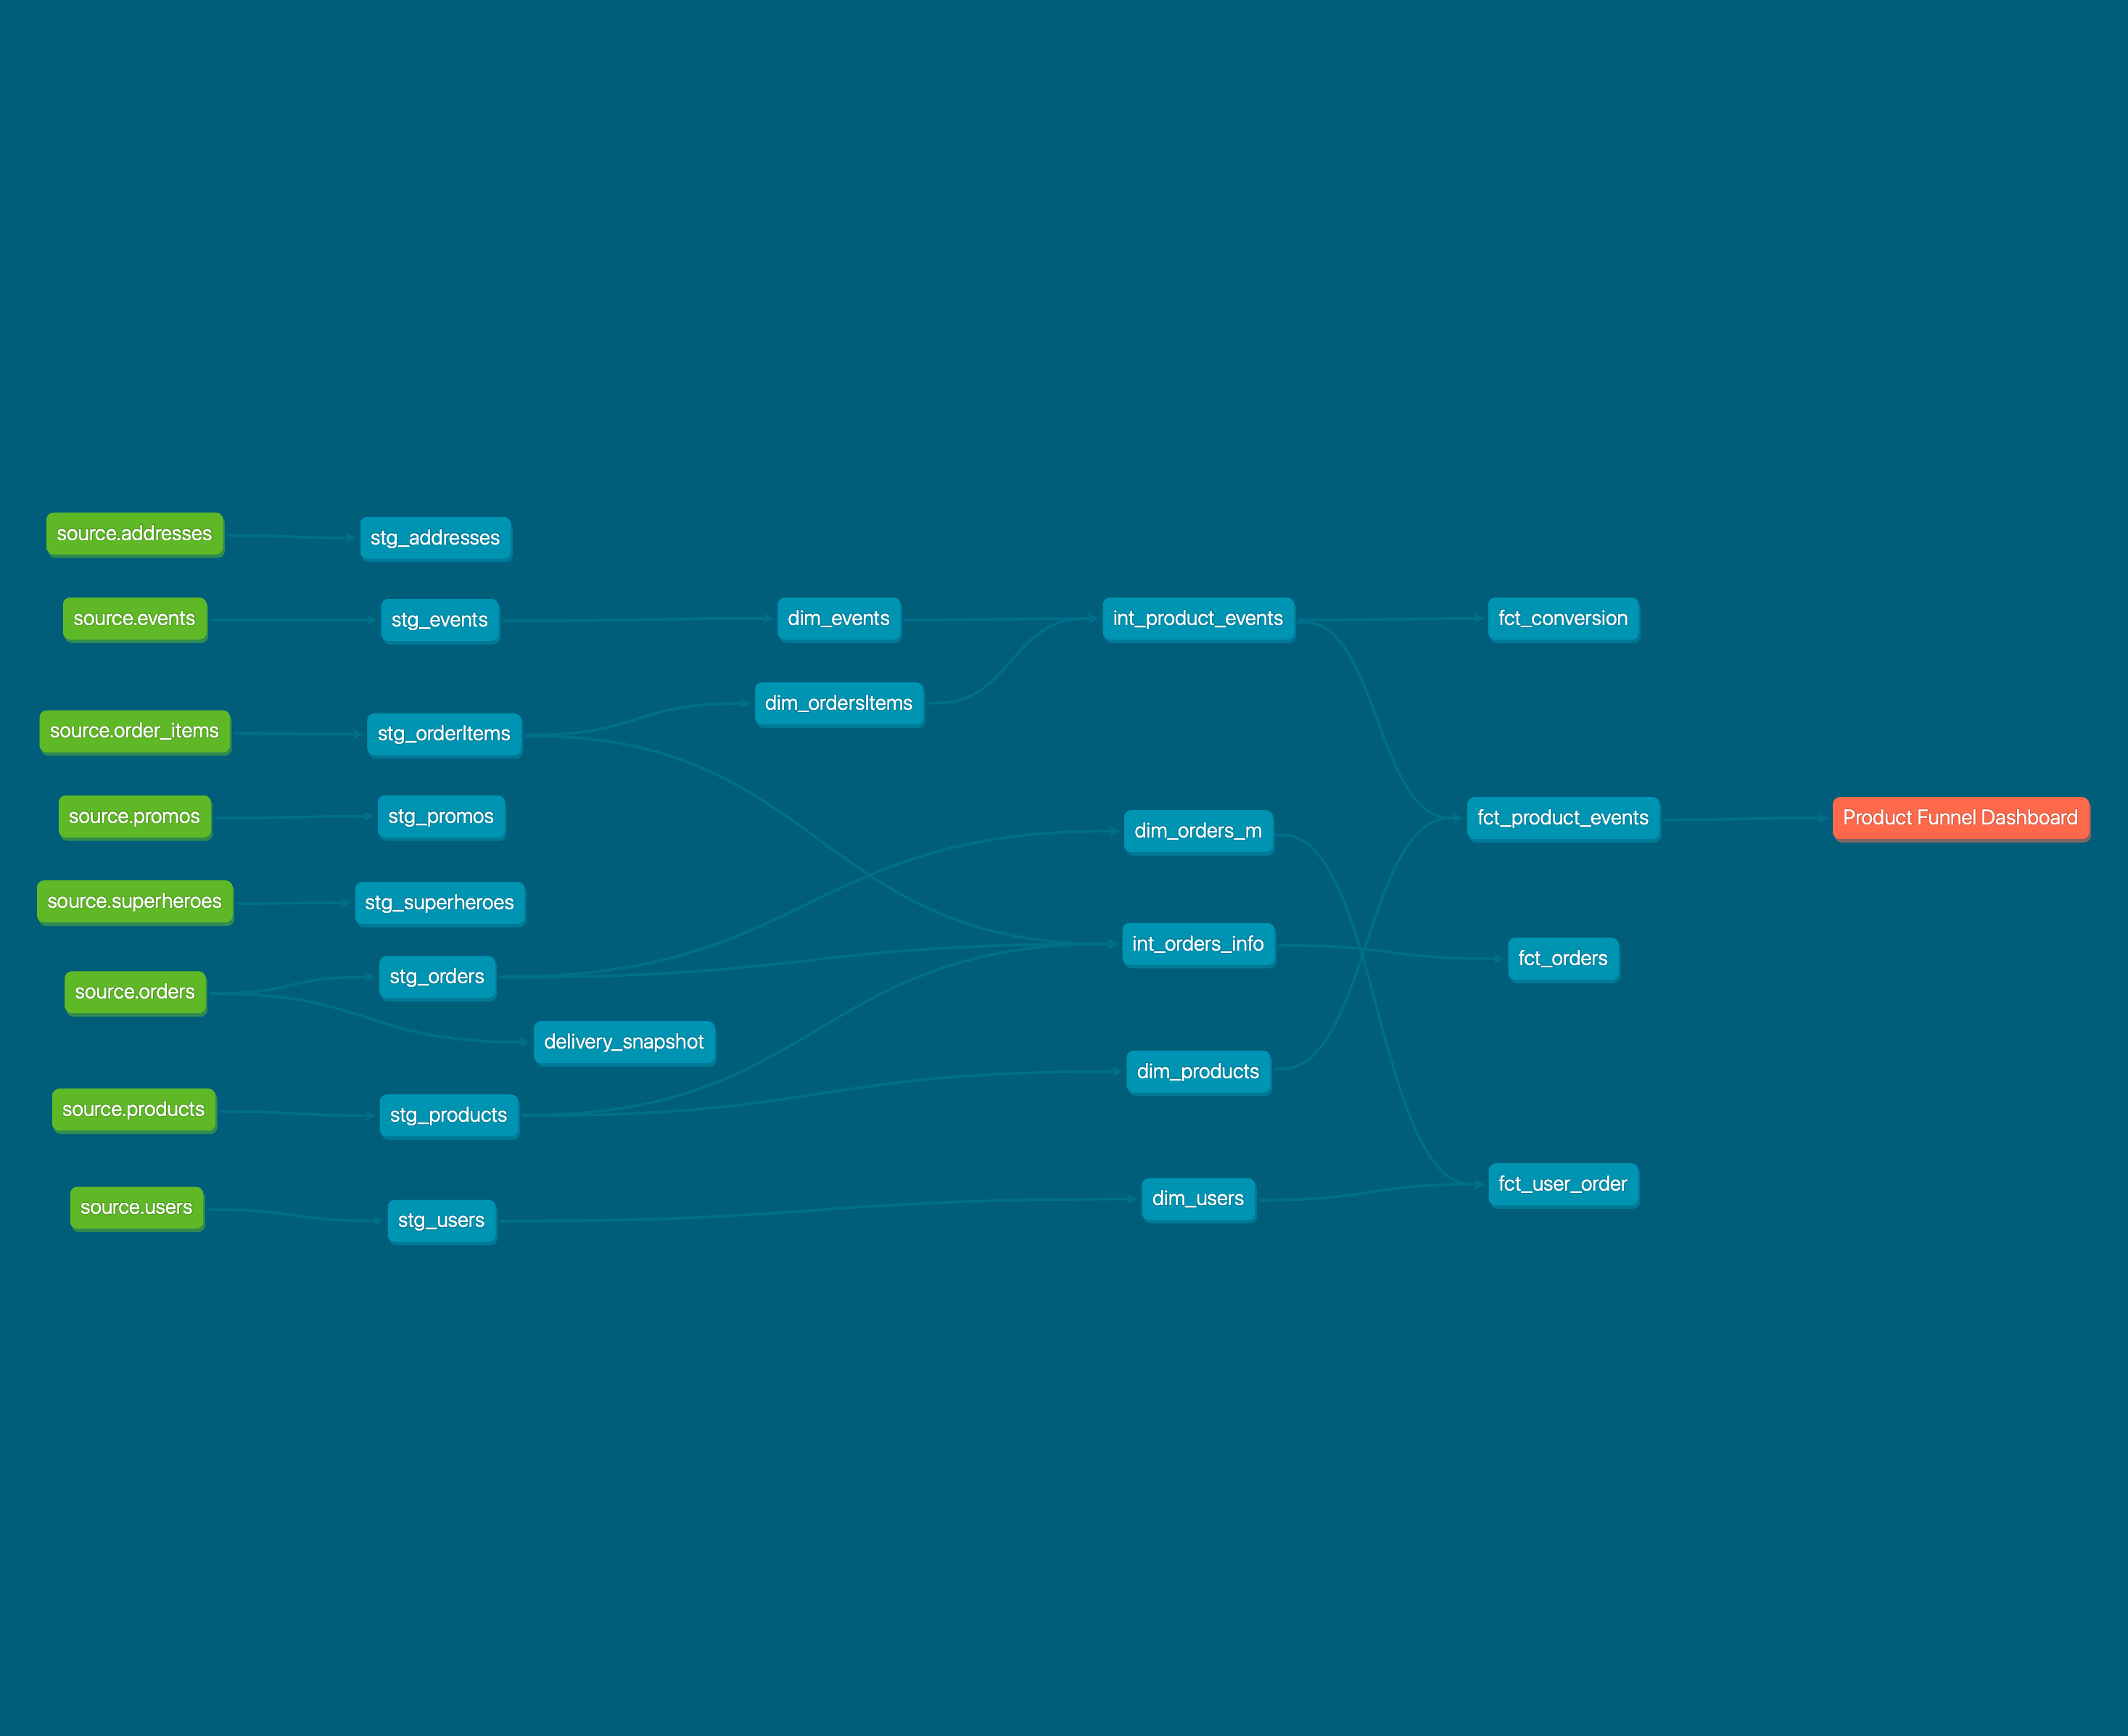 source.addresses
stg_addresses
source.events
stg_events
dim_events
int_product_events
fct_conversion
dim_ordersItems
source.order_items
stg_orderItems
source.promos
stg_promos
dim_orders_m
fct_product_events
Product Funnel Dashboard
source.superheroes
stg_superheroes
int_orders_info
fct_orders
source.orders
stg_orders
delivery_snapshot
dim_products
source.products
stg_products
source.users
stg_users
dim_users
fct_user_order